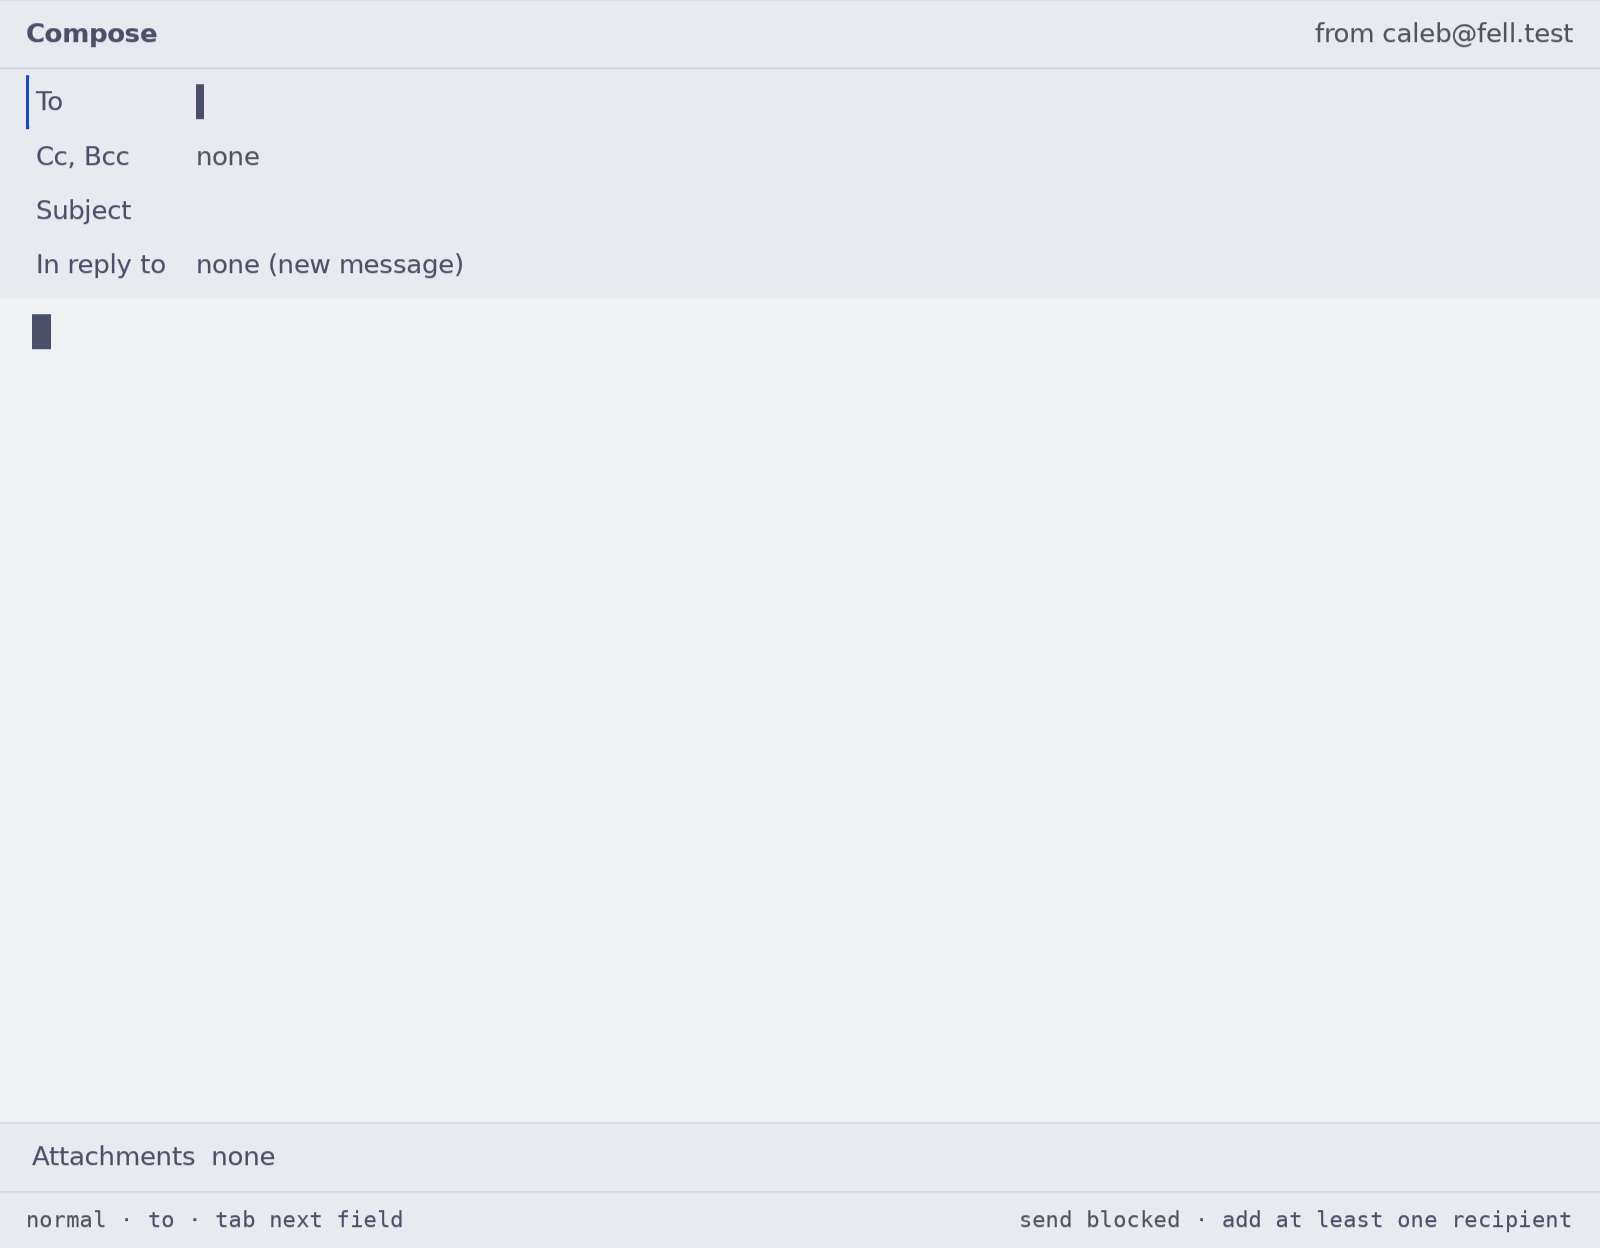 Compose from caleb@fell.test
To
Cc, Bcc none
Subject
In reply to none (new message)
Attachments none
normal · to · tab next field send blocked · add at least one recipient